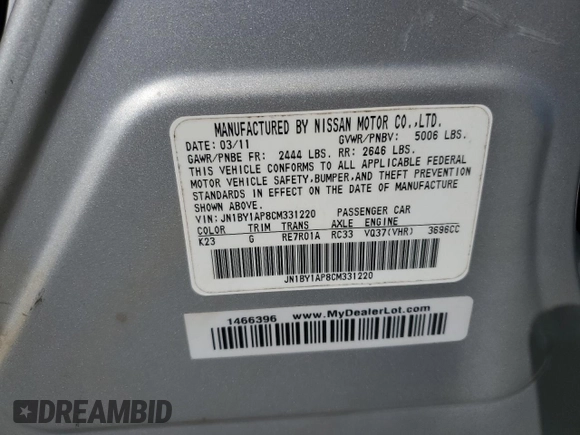 MANUFACTURED BY NISSAN MOTOR CO.,LTD.
DATE: 03/11 GVWR/PNBV: 5006 LBS.
GAWR/PNBE FR: 2444 LBS. RR: 2646 LBS.
THIS VEHICLE CONFORMS TO ALL APPLICABLE FEDERAL
MOTOR VEHICLE SAFETY,BUMPER,AND THEFT PREVENTION
STANDARDS IN EFFECT ON THE DATE OF MANUFACTURE
SHOWN ABOVE.
VIN: JN1BY1AP8CM331220 PASSENGER CAR
COLOR TRIM TRANS AXLE ENGINE
K23 G RE7R01A RC33 VQ37(VHR) 3696CC
JN1BY1AP8CM331220
1466396 www.MyDealerLot.com
DREAMBID